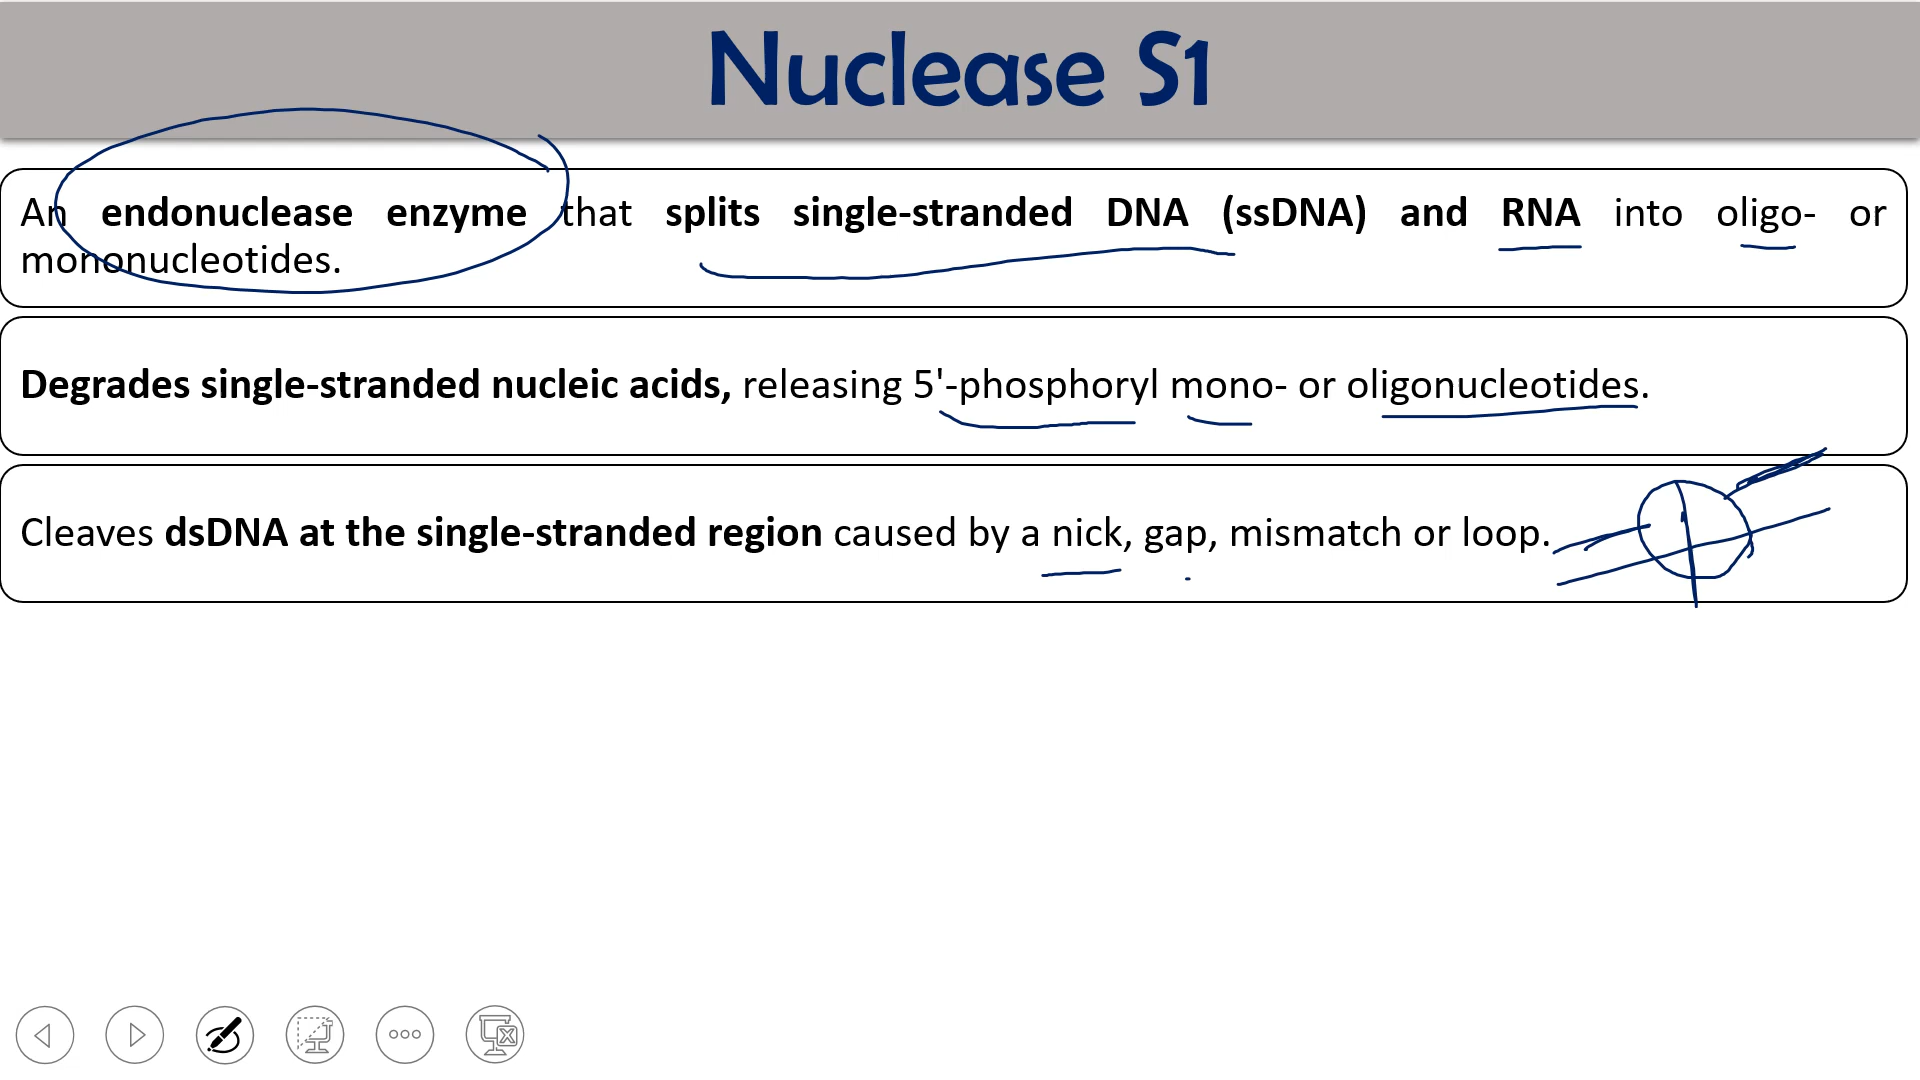 Nuclease S1
An endonuclease enzyme that splits single-stranded DNA (ssDNA) and RNA into oligo- or
mononucleotides.
Degrades single-stranded nucleic acids, releasing 5'-phosphoryl mono- or oligonucleotides.
Cleaves dsDNA at the single-stranded region caused by a nick, gap, mismatch or loop.